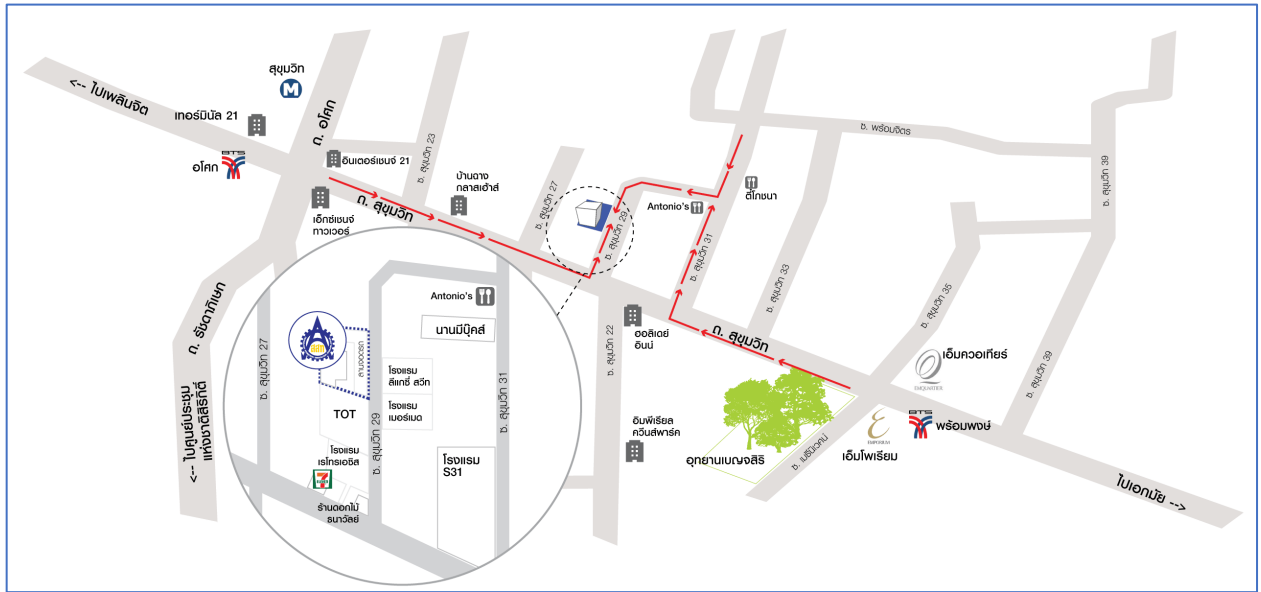 <-- ไปเพลินจิต
สุขุมวิท
M
เทอร์มินัล 21
BTS
อโศก
ถ. อโศก
อินเตอร์เชนจ์ 21
เอ็กซ์เชนจ์
ทาวเวอร์
ถ. สุขุมวิท
ซ. สุขุมวิท 23
บ้านฉาง
กลาสเฮ้าส์
ซ. สุขุมวิท 27
ซ. สุขุมวิท 29
Antonio's
ดีโภชนา
ซ. สุขุมวิท 31
ซ. พร้อมจิตร
ซ. สุขุมวิท 33
ซ. สุขุมวิท 39
ซ. สุขุมวิท 35
ซ. สุขุมวิท 39
ถ. รัชดาภิเษก
<-- ไปศูนย์ประชุม
แห่งชาติสิริกิติ์
ซ. สุขุมวิท 22
ฮอลิเดย์
อินน์
ถ. สุขุมวิท
อิมพีเรียล
ควีนส์พาร์ค
อุทยานเบญจสิริ
ซ. เมธีนิเวศน์
EMPORIUM
เอ็มโพเรียม
EMQUARTIER
เอ็มควอเทียร์
BTS
พร้อมพงษ์
ไปเอกมัย -->
ซ. สุขุมวิท 27
ลานจอดรถ
TOT
โรงแรม
เรโทรเอซิส
7
ELEVEN
ร้านดอกไม้
ธนาวัลย์
ซ. สุขุมวิท 29
Antonio's
นานมีบุ๊คส์
โรงแรม
ลีแกซี่ สวีท
โรงแรม
เมอร์เมด
โรงแรม
S31
ซ. สุขุมวิท 31